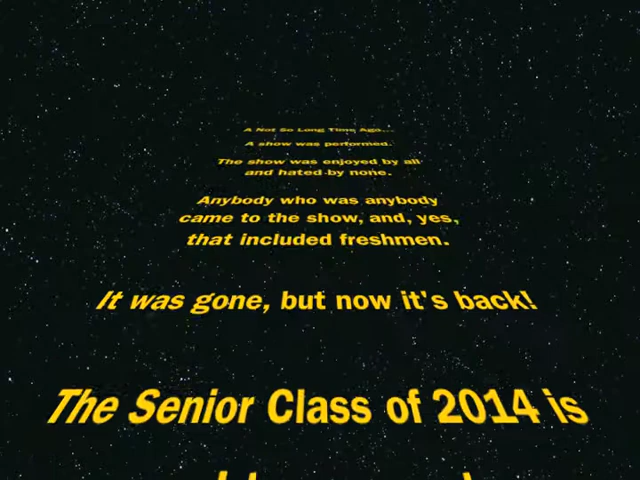 A Not So Long Time Ago...
A show was performed.
The show was enjoyed by all
and hated by none.
Anybody who was anybody
came to the show, and, yes,
that included freshmen.
It was gone, but now it's back!
The Senior Class of 2014 is